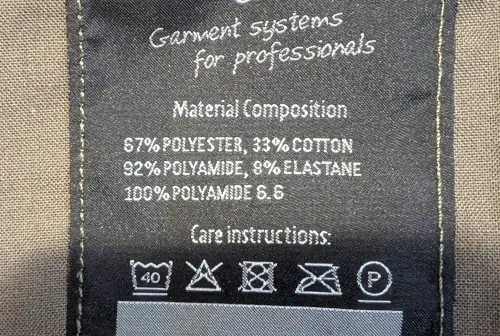 Garment systems
for professionals
Material Composition
67% POLYESTER, 33% COTTON
92% POLYAMIDE, 8% ELASTANE
100% POLYAMIDE 6.6
Care instructions:
40 P